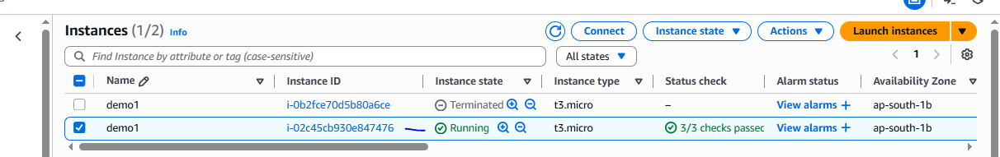 Instances (1/2) Info Connect Instance state Actions Launch instances
Find Instance by attribute or tag (case-sensitive) All states 1
Name Instance ID Instance state Instance type Status check Alarm status Availability Zone
demo1 i-0b2fce70d5b80a6ce Terminated t3.micro – View alarms + ap-south-1b
demo1 i-02c45cb930e847476 Running t3.micro 3/3 checks passec View alarms + ap-south-1b